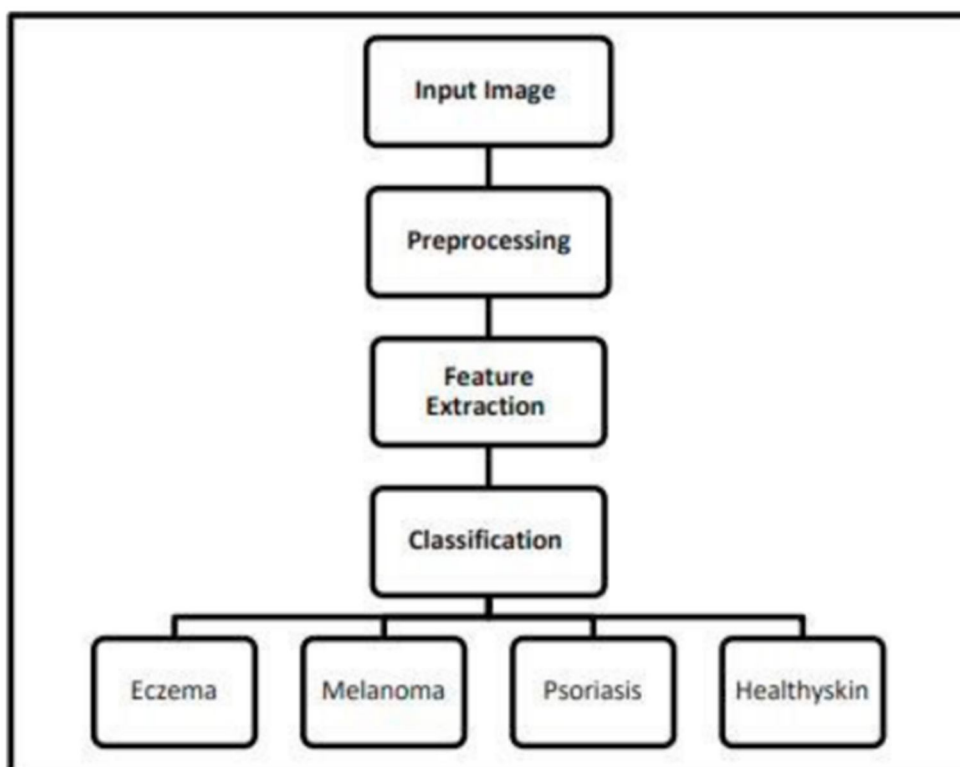 Input Image
Preprocessing
Feature
Extraction
Classification
Eczema
Melanoma
Psoriasis
Healthyskin